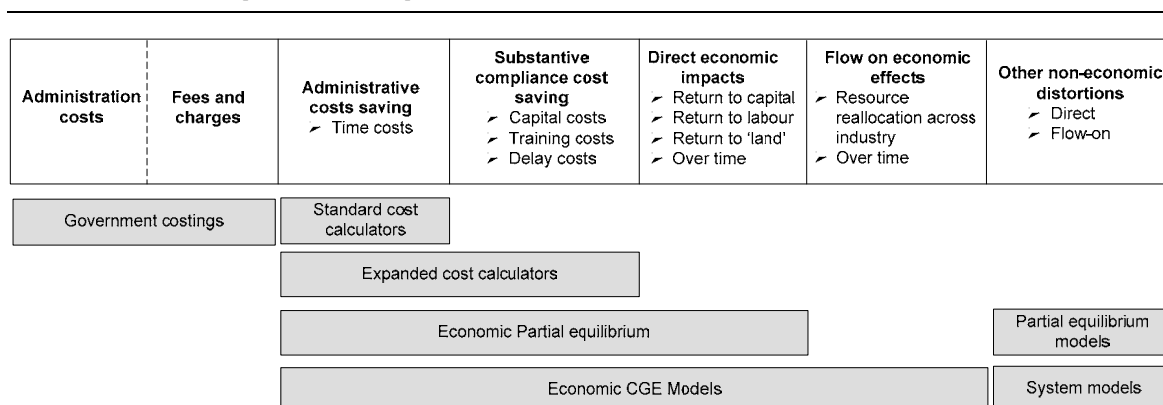 Administration
costs
Fees and
charges
Administrative
costs saving
➤ Time costs
Substantive
compliance cost
saving
➤ Capital costs
➤ Training costs
➤ Delay costs
Direct economic
impacts
➤ Return to capital
➤ Return to labour
➤ Return to ‘land’
➤ Over time
Flow on economic
effects
➤ Resource
reallocation across
industry
➤ Over time
Other non-economic
distortions
➤ Direct
➤ Flow-on
Government costings
Standard cost
calculators
Expanded cost calculators
Economic Partial equilibrium
Partial equilibrium
models
Economic CGE Models
System models